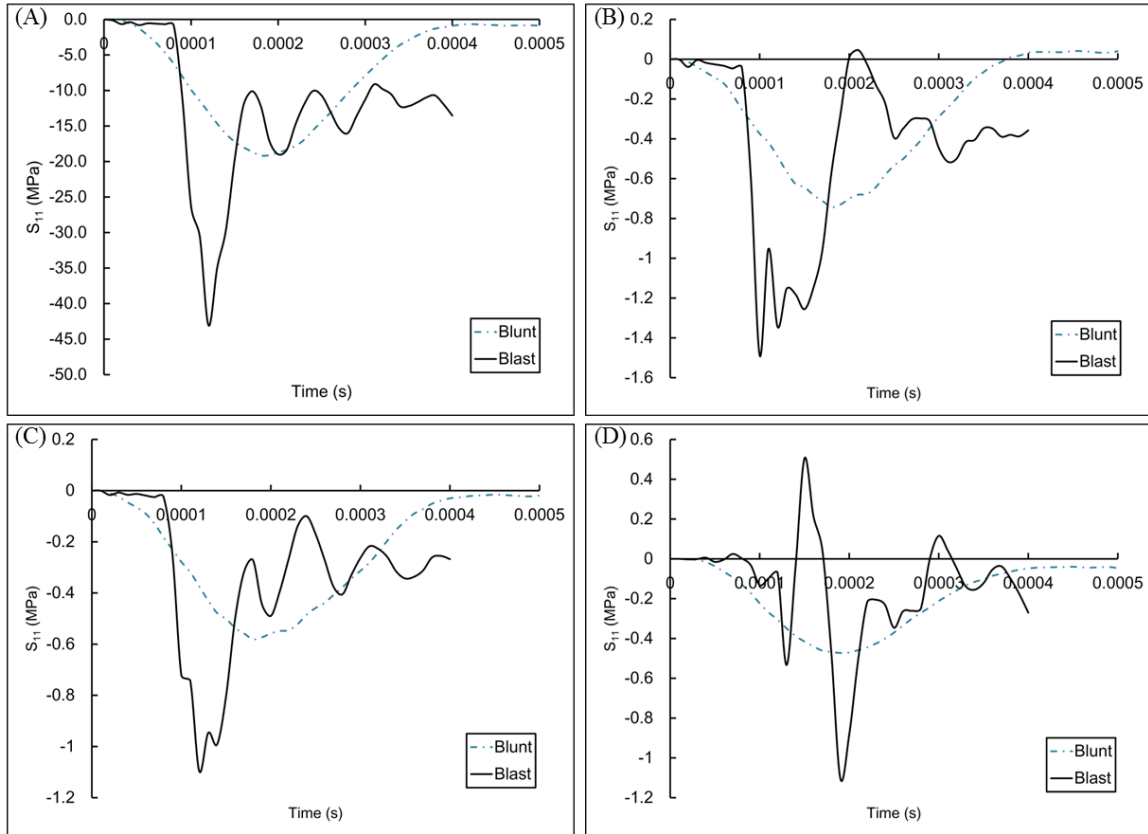 (A)
0.0
-5.0
-10.0
-15.0
-20.0
-25.0
-30.0
-35.0
-40.0
-45.0
-50.0
S11 (MPa)
0 0.0001 0.0002 0.0003 0.0004 0.0005
Blunt
Blast
Time (s)
(B)
0.2
0
-0.2
-0.4
-0.6
-0.8
-1
-1.2
-1.4
-1.6
S11 (MPa)
0 0.0001 0.0002 0.0003 0.0004 0.0005
Blunt
Blast
Time (s)
(C)
0.2
0
-0.2
-0.4
-0.6
-0.8
-1
-1.2
S11 (MPa)
0 0.0001 0.0002 0.0003 0.0004 0.0005
Blunt
Blast
Time (s)
(D)
0.6
0.4
0.2
0
-0.2
-0.4
-0.6
-0.8
-1
-1.2
S11 (MPa)
0 0.0001 0.0002 0.0003 0.0004 0.0005
Blunt
Blast
Time (s)